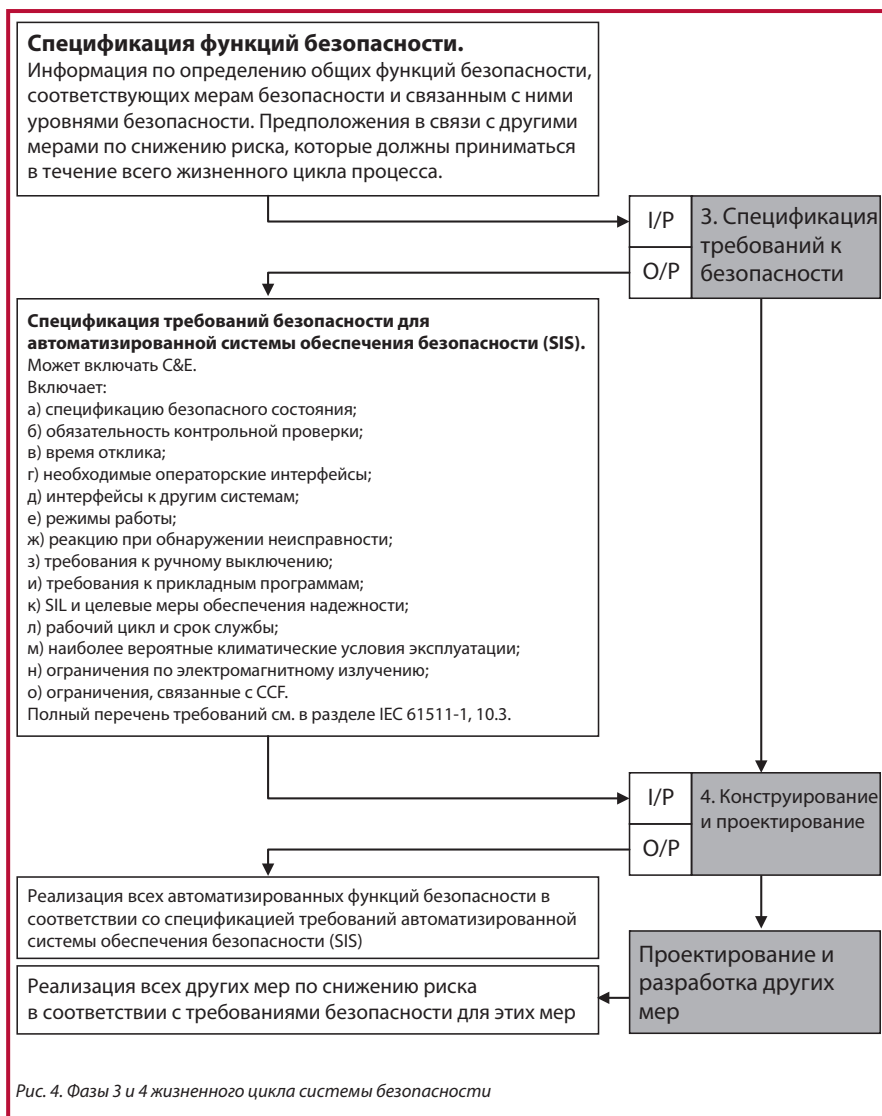 Спецификация функций безопасности.
Информация по определению общих функций безопасности,
соответствующих мерам безопасности и связанным с ними
уровнями безопасности. Предположения в связи с другими
мерами по снижению риска, которые должны приниматься
в течение всего жизненного цикла процесса.
I/P
O/P
3. Спецификация
требований к
безопасности
Спецификация требований безопасности для
автоматизированной системы обеспечения безопасности (SIS).
Может включать C&E.
Включает:
а) спецификацию безопасного состояния;
б) обязательность контрольной проверки;
в) время отклика;
г) необходимые операторские интерфейсы;
д) интерфейсы к другим системам;
е) режимы работы;
ж) реакцию при обнаружении неисправности;
з) требования к ручному выключению;
и) требования к прикладным программам;
к) SIL и целевые меры обеспечения надежности;
л) рабочий цикл и срок службы;
м) наиболее вероятные климатические условия эксплуатации;
н) ограничения по электромагнитному излучению;
о) ограничения, связанные с CCF.
Полный перечень требований см. в разделе IEC 61511-1, 10.3.
I/P
O/P
4. Конструирование
и проектирование
Реализация всех автоматизированных функций безопасности в
соответствии со спецификацией требований автоматизированной
системы обеспечения безопасности (SIS)
Проектирование и
разработка других
мер
Реализация всех других мер по снижению риска
в соответствии с требованиями безопасности для этих мер
Рис. 4. Фазы 3 и 4 жизненного цикла системы безопасности